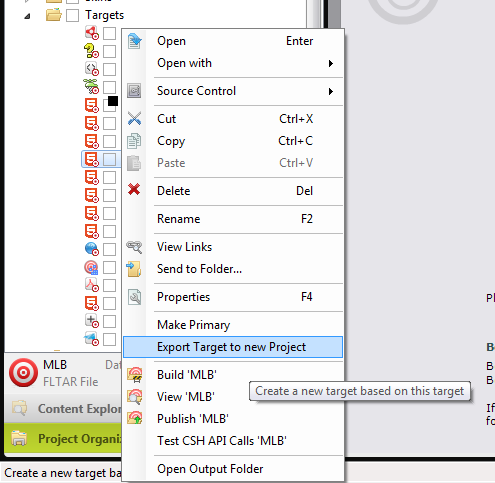 Targets
Open Enter
Open with
Source Control
Cut Ctrl+X
Copy Ctrl+C
Paste Ctrl+V
Delete Del
Rename F2
View Links
Send to Folder...
Properties F4
Make Primary
Export Target to new Project
Build 'MLB'
Create a new target based on this target
View 'MLB'
Publish 'MLB'
Test CSH API Calls 'MLB'
Open Output Folder
MLB Dat
FLTAR File
Content Explor
Project Organiz
Create a new target ba
Pl
B
B
B
If
fo